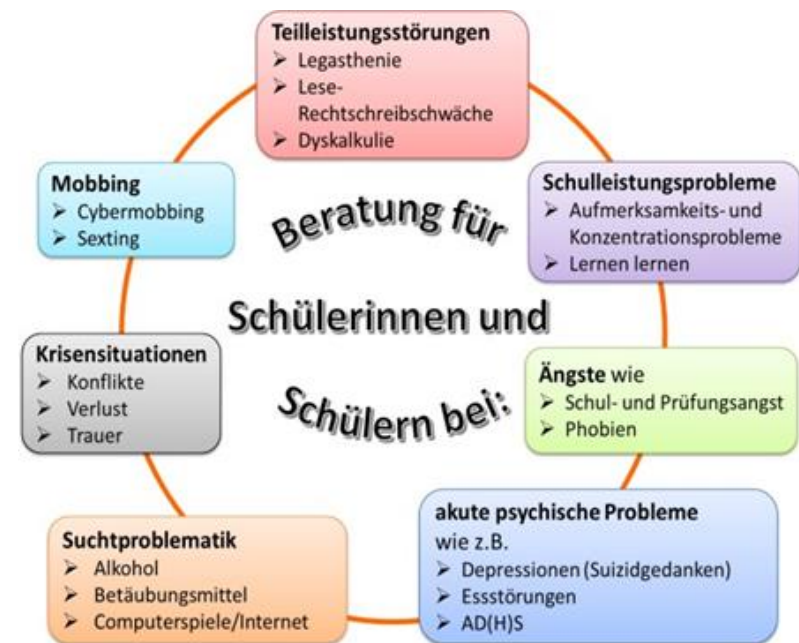 Beratung für
Schülerinnen und
Schülern bei:
Teilleistungsstörungen
➢ Legasthenie
➢ Lese-
Rechtschreibschwäche
➢ Dyskalkulie
Schulleistungsprobleme
➢ Aufmerksamkeits- und
Konzentrationsprobleme
➢ Lernen lernen
Ängste wie
➢ Schul- und Prüfungsangst
➢ Phobien
akute psychische Probleme
wie z.B.
➢ Depressionen (Suizidgedanken)
➢ Essstörungen
➢ AD(H)S
Suchtproblematik
➢ Alkohol
➢ Betäubungsmittel
➢ Computerspiele/Internet
Krisensituationen
➢ Konflikte
➢ Verlust
➢ Trauer
Mobbing
➢ Cybermobbing
➢ Sexting